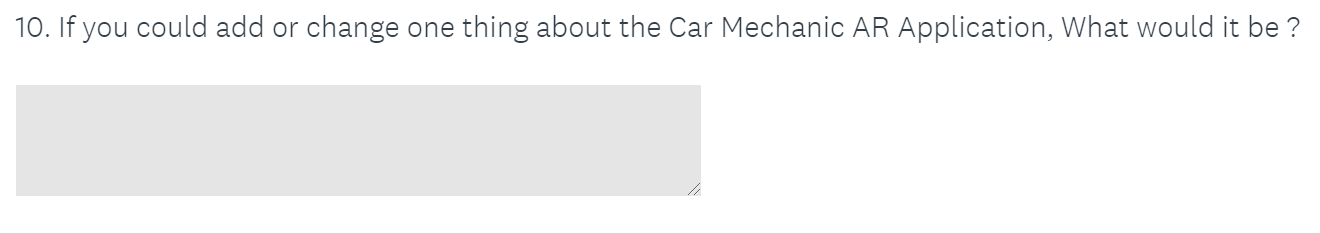 10. If you could add or change one thing about the Car Mechanic AR Application, What would it be ?